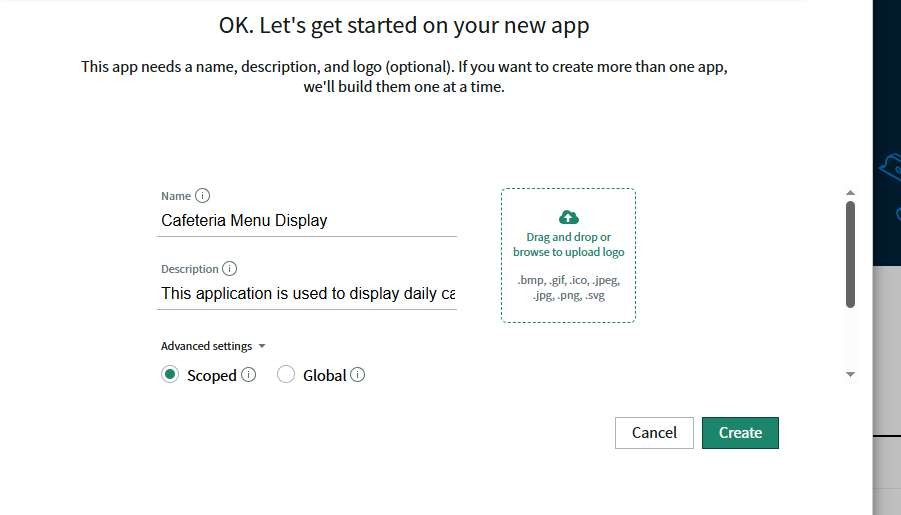 OK. Let's get started on your new app
This app needs a name, description, and logo (optional). If you want to create more than one app,
we'll build them one at a time.
Name
Cafeteria Menu Display
Description
This application is used to display daily ca
Drag and drop or
browse to upload logo
.bmp, .gif, .ico, .jpeg,
.jpg, .png, .svg
Advanced settings
Scoped Global
Cancel Create